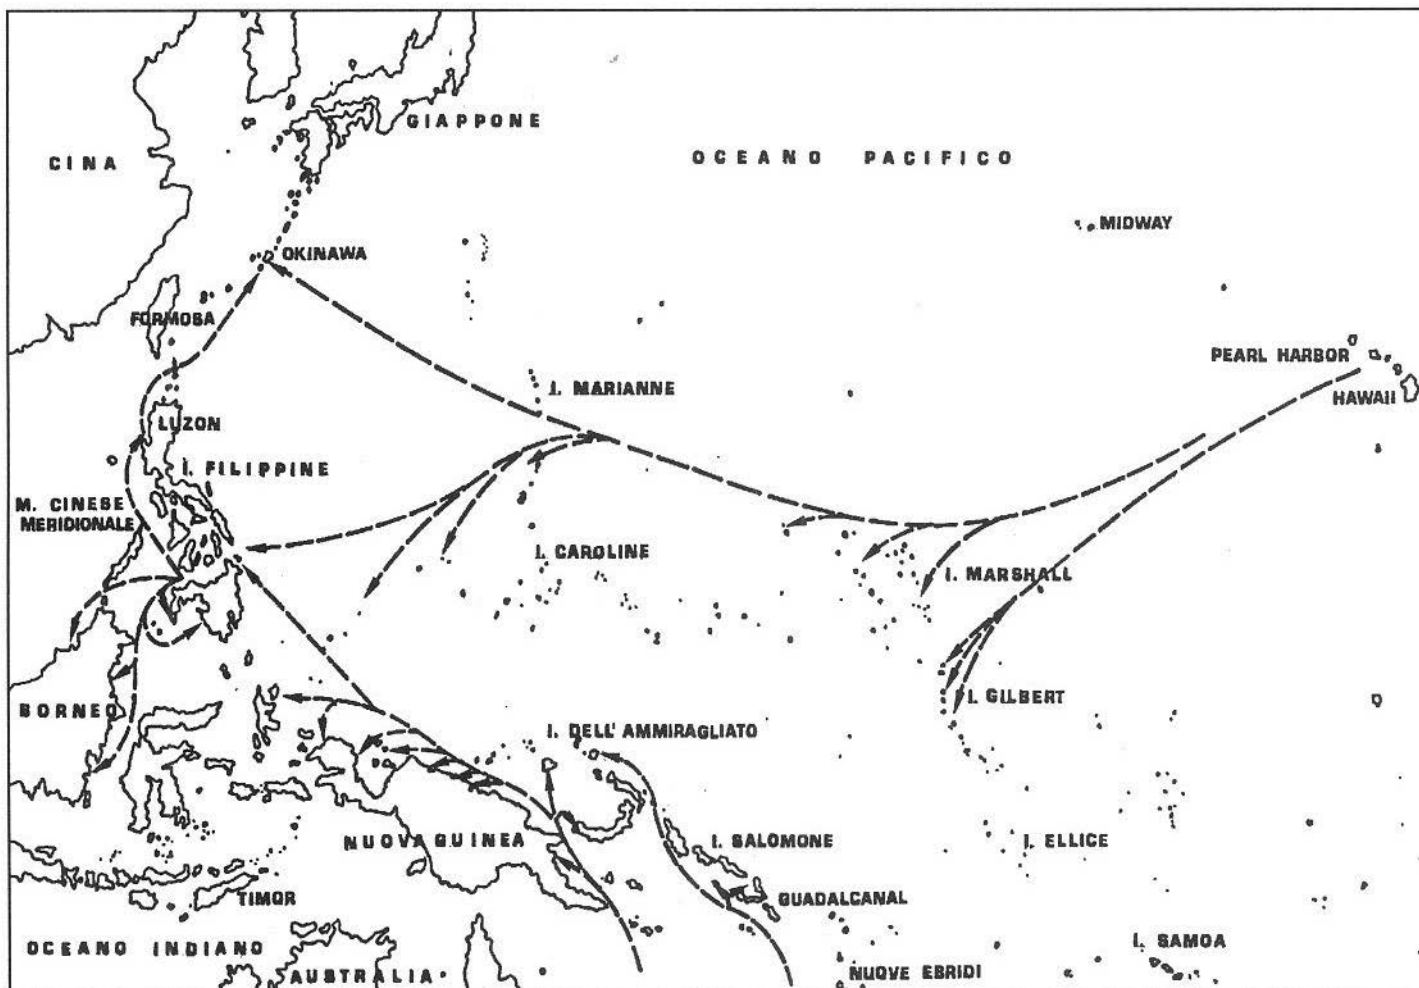 GIAPPONE
CINA
OCEANO PACIFICO
MIDWAY
OKINAWA
FORMOSA
PEARL HARBOR
HAWAII
I. MARIANNE
LUZON
I. FILIPPINE
M. CINESE
MERIDIONALE
I. CAROLINE
I. MARSHALL
BORNEO
I. GILBERT
I. DELL' AMMIRAGLIATO
NUOVA GUINEA
I. SALOMONE
I. ELLICE
TIMOR
GUADALCANAL
OCEANO INDIANO
I. SAMOA
AUSTRALIA
NUOVE EBRIDI